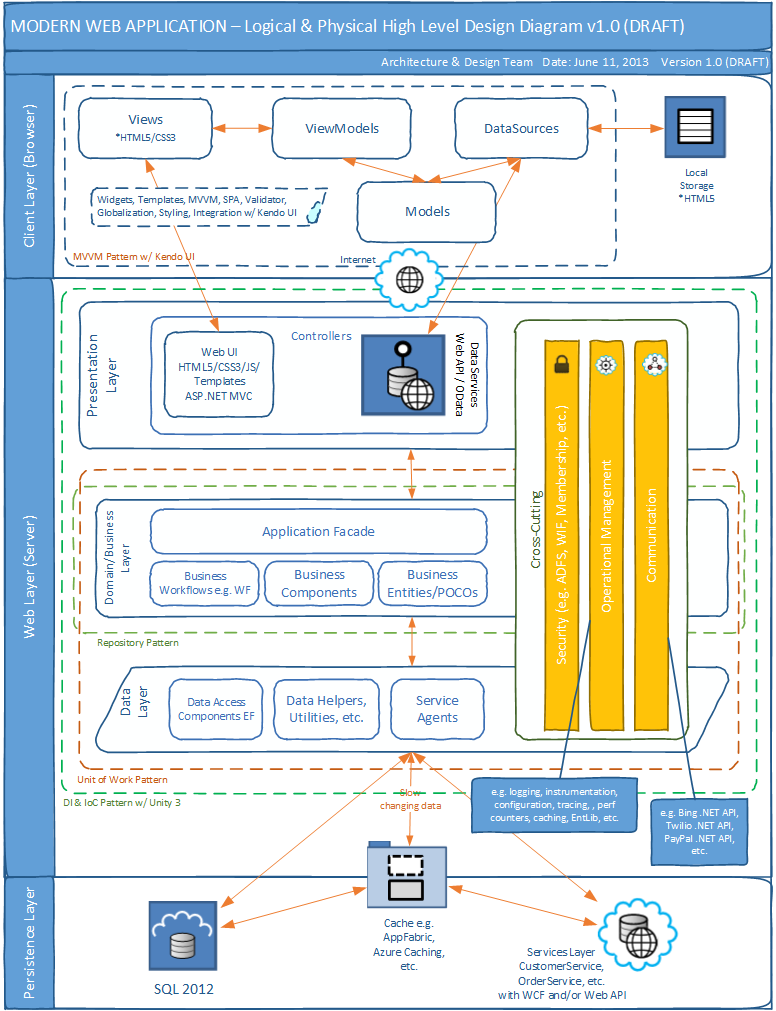 MODERN WEB APPLICATION – Logical & Physical High Level Design Diagram v1.0 (DRAFT)
Architecture & Design Team Date: June 11, 2013 Version 1.0 (DRAFT)
Client Layer (Browser)
Views
*HTML5/CSS3
ViewModels
DataSources
Local
Storage
*HTML5
Widgets, Templates, MVVM, SPA, Validator,
Globalization, Styling, Integration w/ Kendo UI
Models
MVVM Pattern w/ Kendo UI
Internet
Web Layer (Server)
Presentation
Layer
Controllers
Web UI
HTML5/CSS3/JS/
Templates
ASP.NET MVC
Data Services
Web API / OData
Cross-Cutting
Security (e.g. ADFS, WIF, Membership, etc.)
Operational Management
Communication
Domain/Business
Layer
Application Facade
Business
Workflows e.g. WF
Business
Components
Business
Entities/POCOs
Repository Pattern
Data
Layer
Data Access
Components EF
Data Helpers,
Utilities, etc.
Service
Agents
Unit of Work Pattern
DI & IoC Pattern w/ Unity 3
Slow
changing data
e.g. logging, instrumentation,
configuration, tracing, , perf
counters, caching, EntLib, etc.
e.g. Bing .NET API,
Twilio .NET API,
PayPal .NET API,
etc.
Persistence Layer
SQL 2012
Cache e.g.
AppFabric,
Azure Caching,
etc.
Services Layer
CustomerService,
OrderService, etc.
with WCF and/or Web API